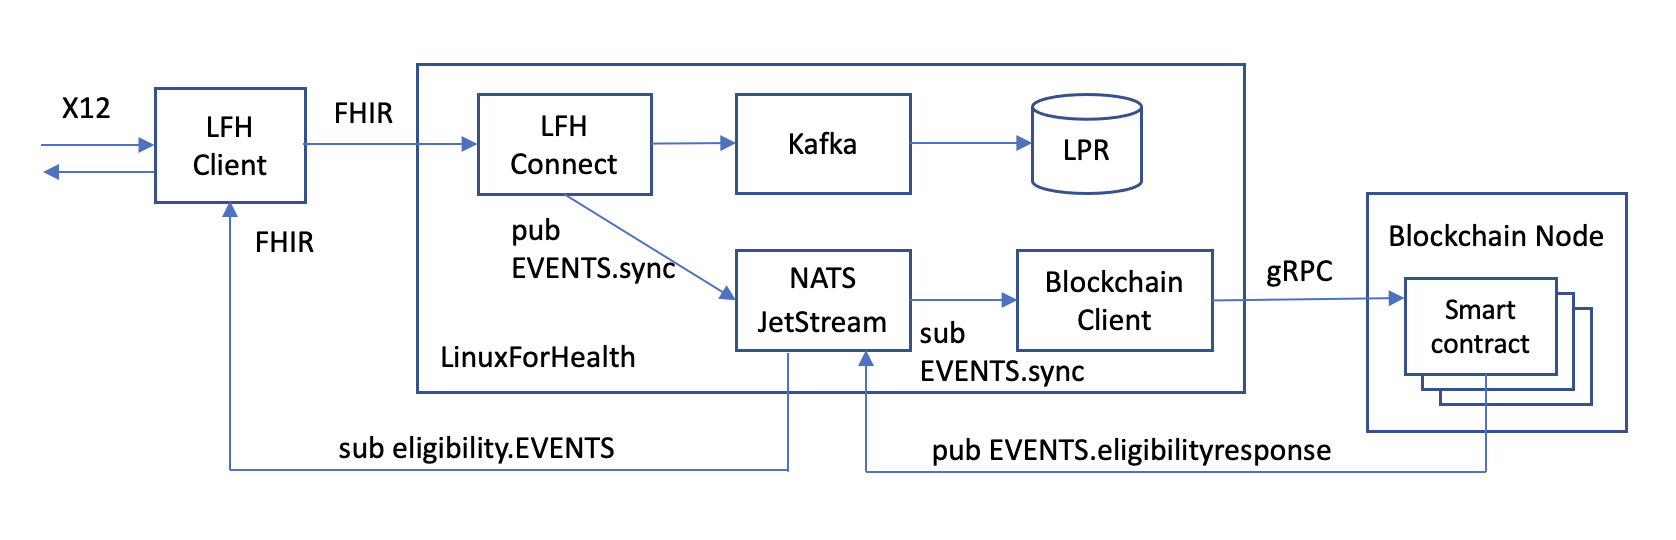 X12
LFH
Client
FHIR
LFH
Connect
Kafka
LPR
FHIR
pub
EVENTS.sync
NATS
JetStream
Blockchain
Client
gRPC
Blockchain Node
Smart
contract
sub
EVENTS.sync
LinuxForHealth
sub eligibility.EVENTS
pub EVENTS.eligibilityresponse